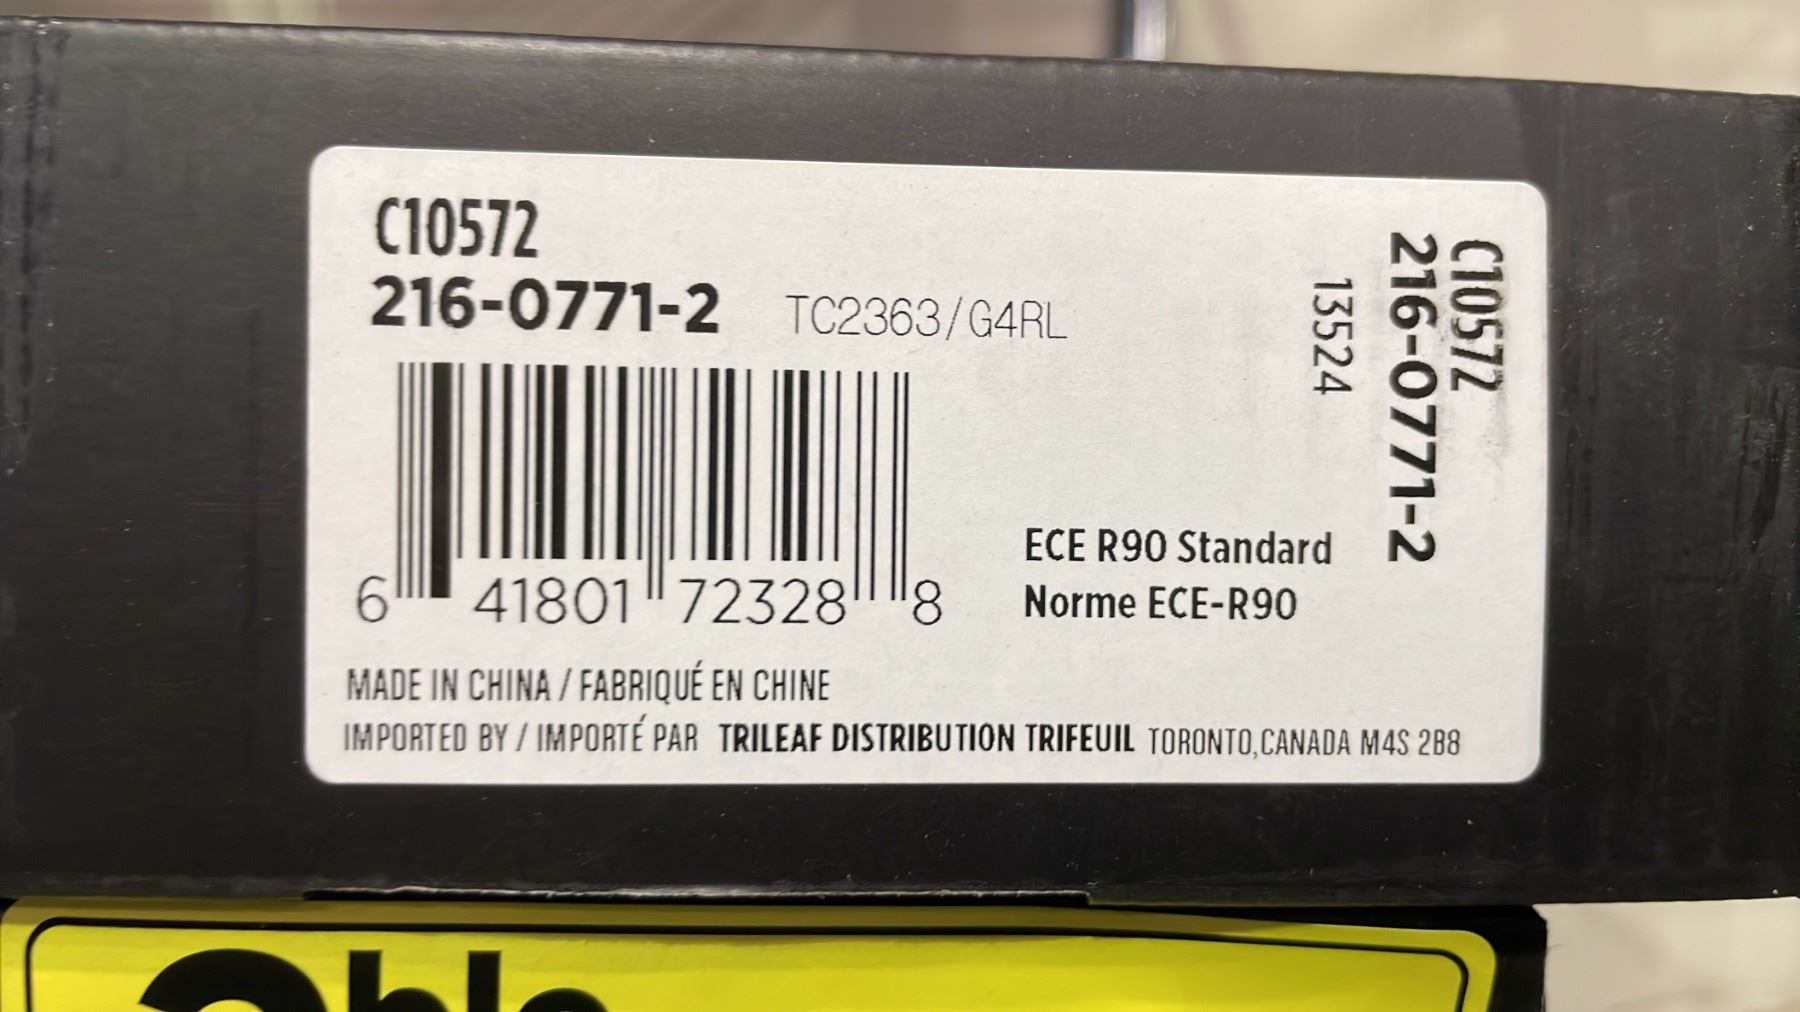 C10572
216-0771-2 TC2363/G4RL
6 41801 72328 8
ECE R90 Standard
Norme ECE-R90
MADE IN CHINA / FABRIQUÉ EN CHINE
IMPORTED BY / IMPORTÉ PAR TRILEAF DISTRIBUTION TRIFEUIL TORONTO,CANADA M4S 2B8
C10572
216-0771-2
13524